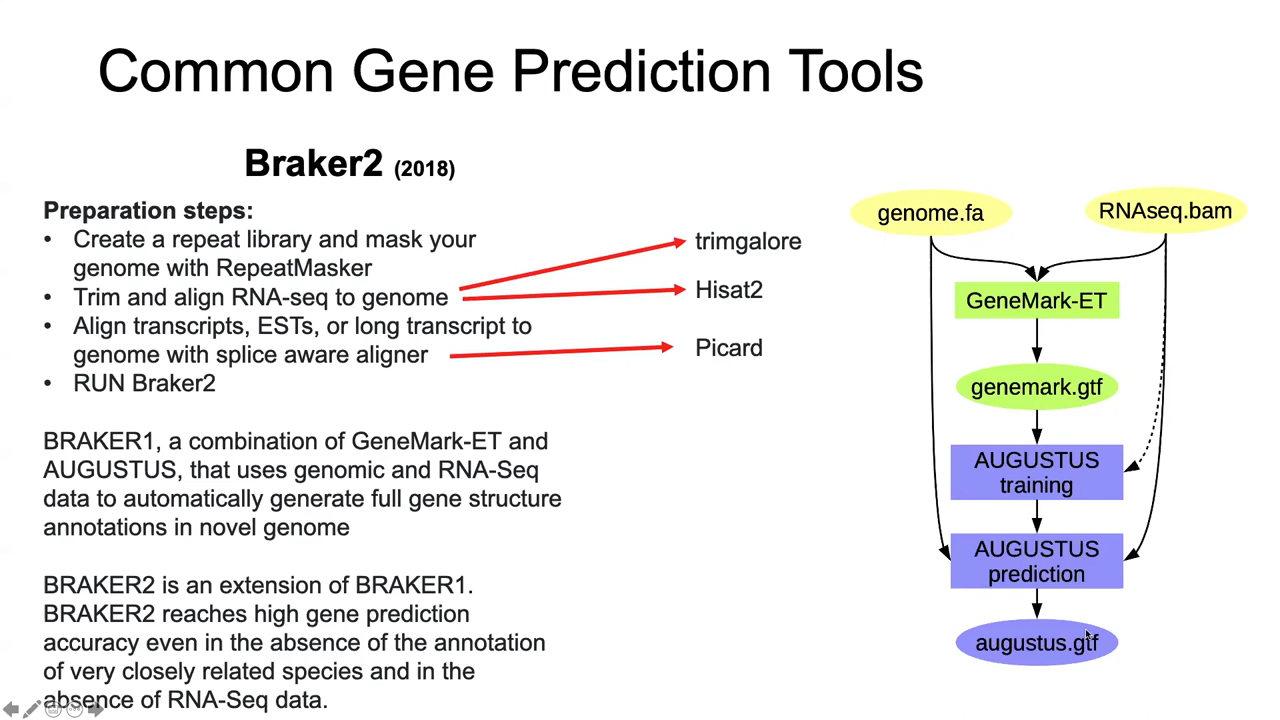 Common Gene Prediction Tools
Braker2 (2018)
Preparation steps:
• Create a repeat library and mask your
genome with RepeatMasker
• Trim and align RNA-seq to genome
• Align transcripts, ESTs, or long transcript to
genome with splice aware aligner
• RUN Braker2
trimgalore
Hisat2
Picard
BRAKER1, a combination of GeneMark-ET and
AUGUSTUS, that uses genomic and RNA-Seq
data to automatically generate full gene structure
annotations in novel genome
BRAKER2 is an extension of BRAKER1.
BRAKER2 reaches high gene prediction
accuracy even in the absence of the annotation
of very closely related species and in the
absence of RNA-Seq data.
genome.fa
RNAseq.bam
GeneMark-ET
genemark.gtf
AUGUSTUS
training
AUGUSTUS
prediction
augustus.gtf